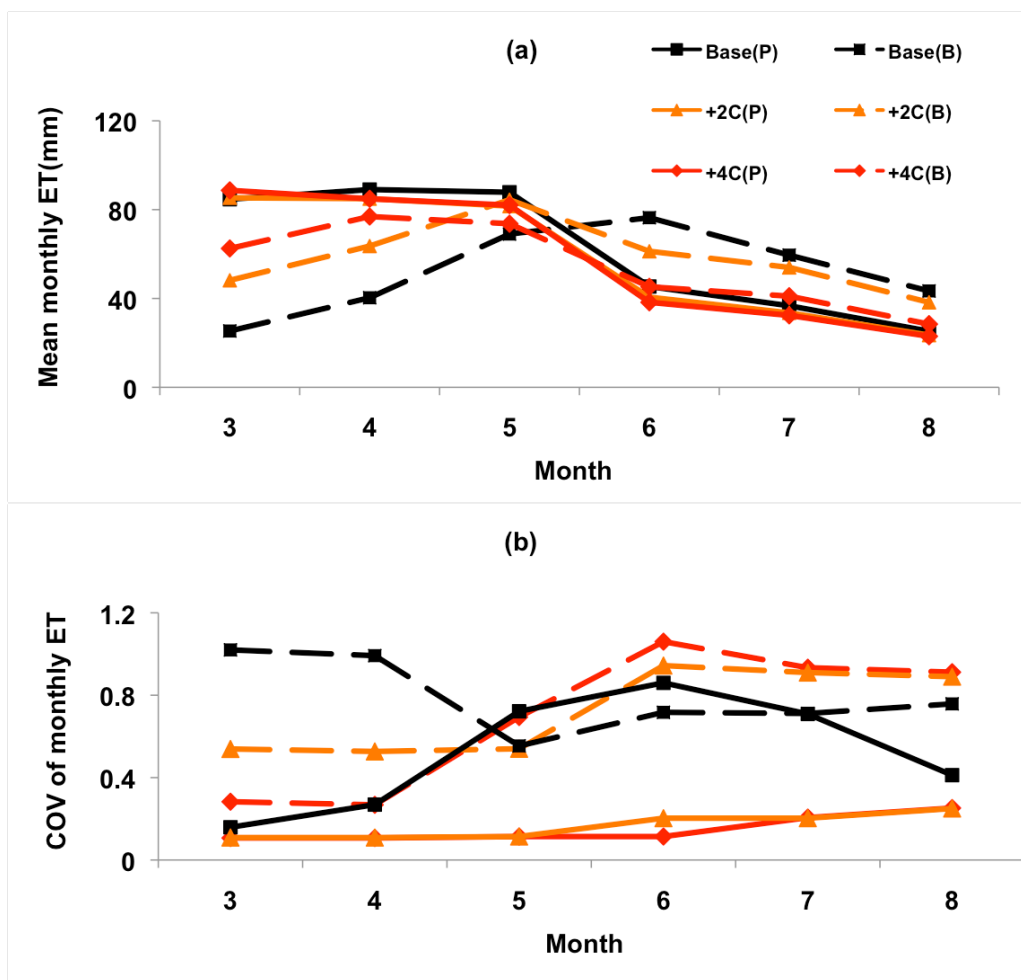 (a)
Base(P) Base(B)
+2C(P) +2C(B)
+4C(P) +4C(B)
Mean monthly ET(mm)
120
80
40
0
3 4 5 6 7 8
Month
(b)
COV of monthly ET
1.2
0.8
0.4
0
3 4 5 6 7 8
Month